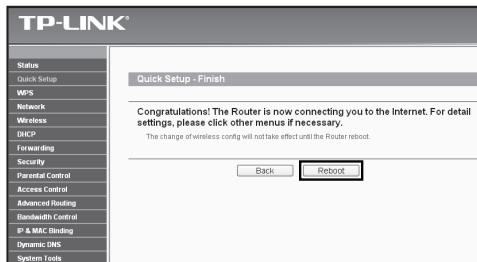 TP-LINK®
Status
Quick Setup
WPS
Network
Wireless
DHCP
Forwarding
Security
Parental Control
Access Control
Advanced Routing
Bandwidth Control
IP & MAC Binding
Dynamic DNS
System Tools
Quick Setup - Finish
Congratulations! The Router is now connecting you to the Internet. For detail
settings, please click other menus if necessary.
The change of wireless config will not take effect until the Router reboot.
Back Reboot